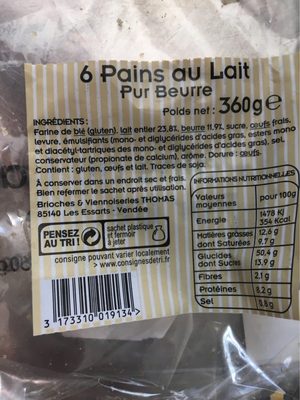 6 Pains au Lait
Pur Beurre
Poids net : 360g e
INGRÉDIENTS :
Farine de blé (gluten), lait entier 23,8%, beurre 11,9%, sucre, œufs frais,
levure, émulsifiants (mono- et diglycérides d'acides gras, esters mono-
et diacétyl-tartriques des mono- et diglycérides d'acides gras), sel,
conservateur (propionate de calcium), arôme. Dorure : œufs.
Contient : gluten, œufs et lait. Traces de soja.
À conserver dans un endroit sec et frais.
Bien refermer le sachet après utilisation.
Brioches & Viennoiseries THOMAS
85140 Les Essarts - Vendée
PENSEZ
AU TRI !
sachet plastique
et fermoir
à jeter
consigne pouvant varier localement
> www.consignesdetri.fr
3 173310 019134 >
INFORMATIONS NUTRITIONNELLES
Valeurs
moyennes pour 100g
Energie 1478 Kj
354 Kcal
Matières grasses 12,6 g
dont Saturées 9,7 g
Glucides 50,4 g
dont Sucres 13,9 g
Fibres 2,1 g
Protéines 8,2 g
Sel 0,8 g